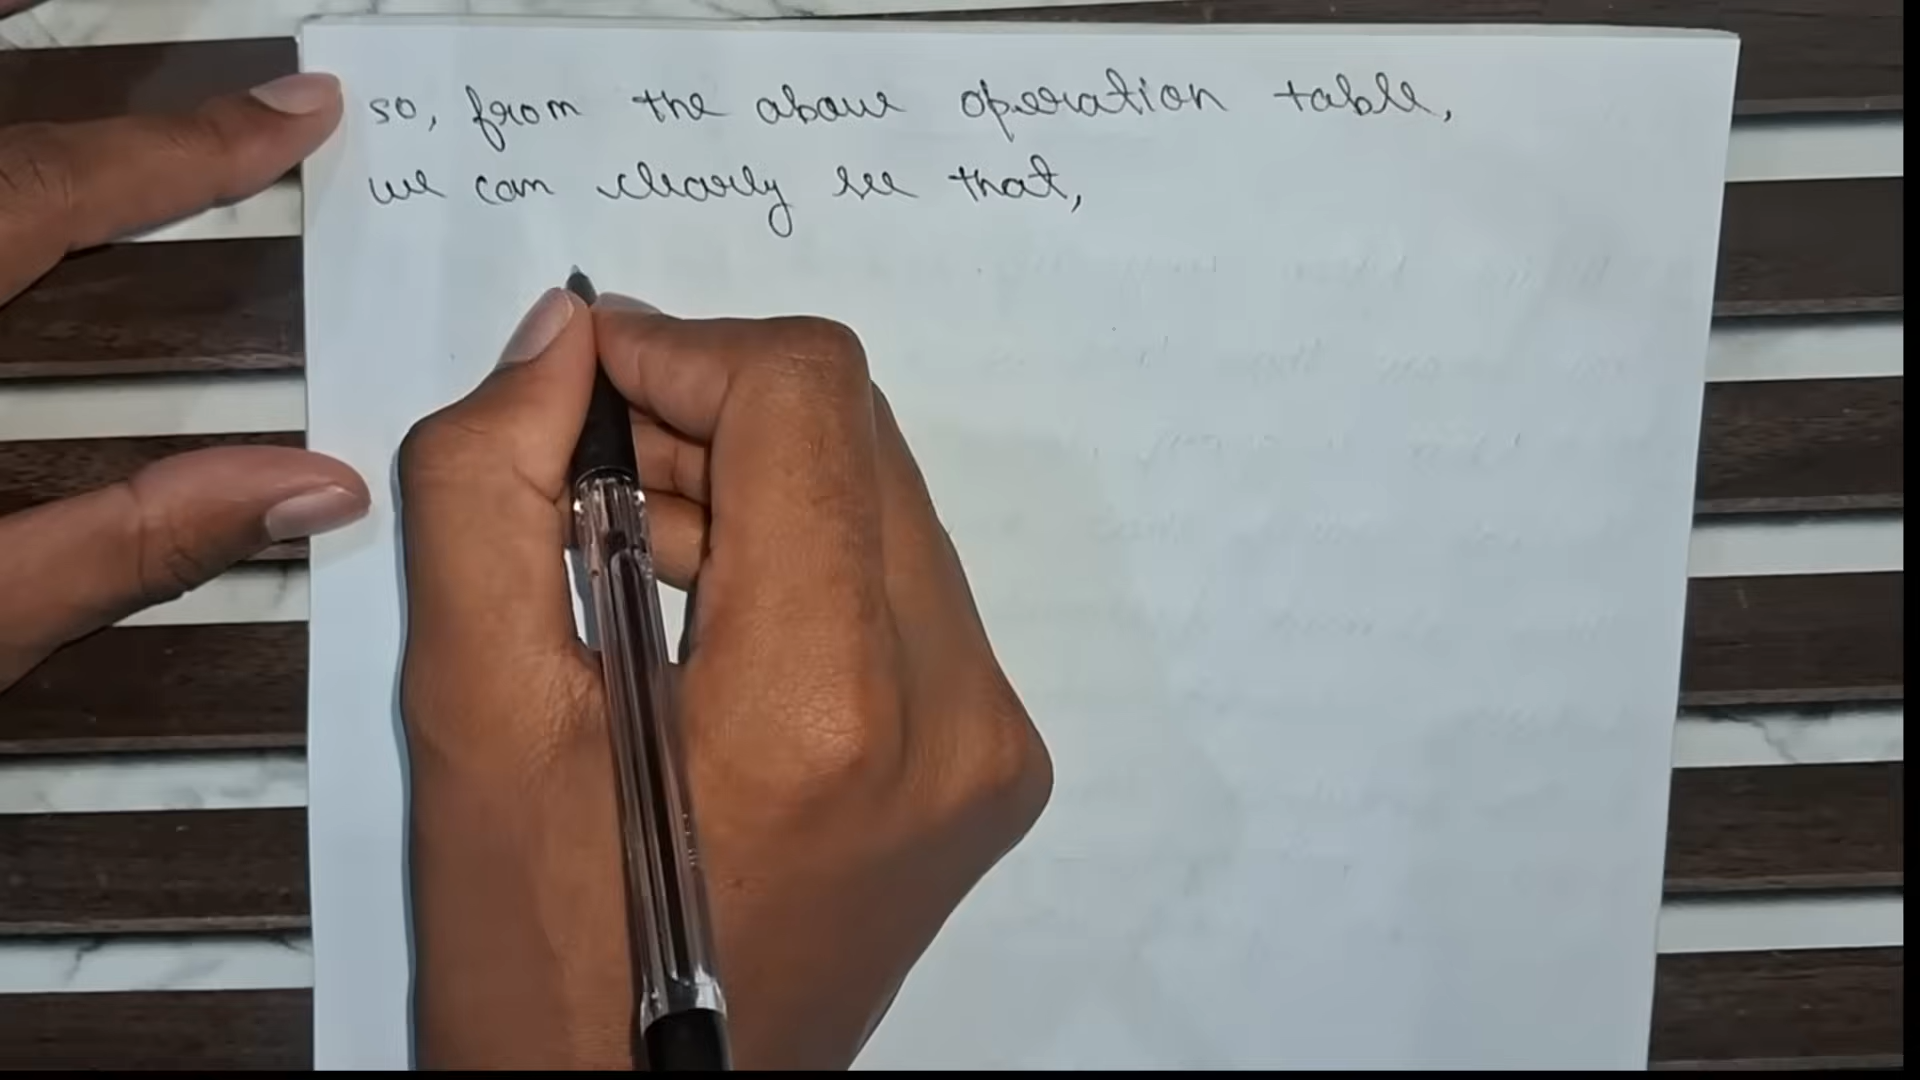 so, from the above operation table,
we can clearly see that,